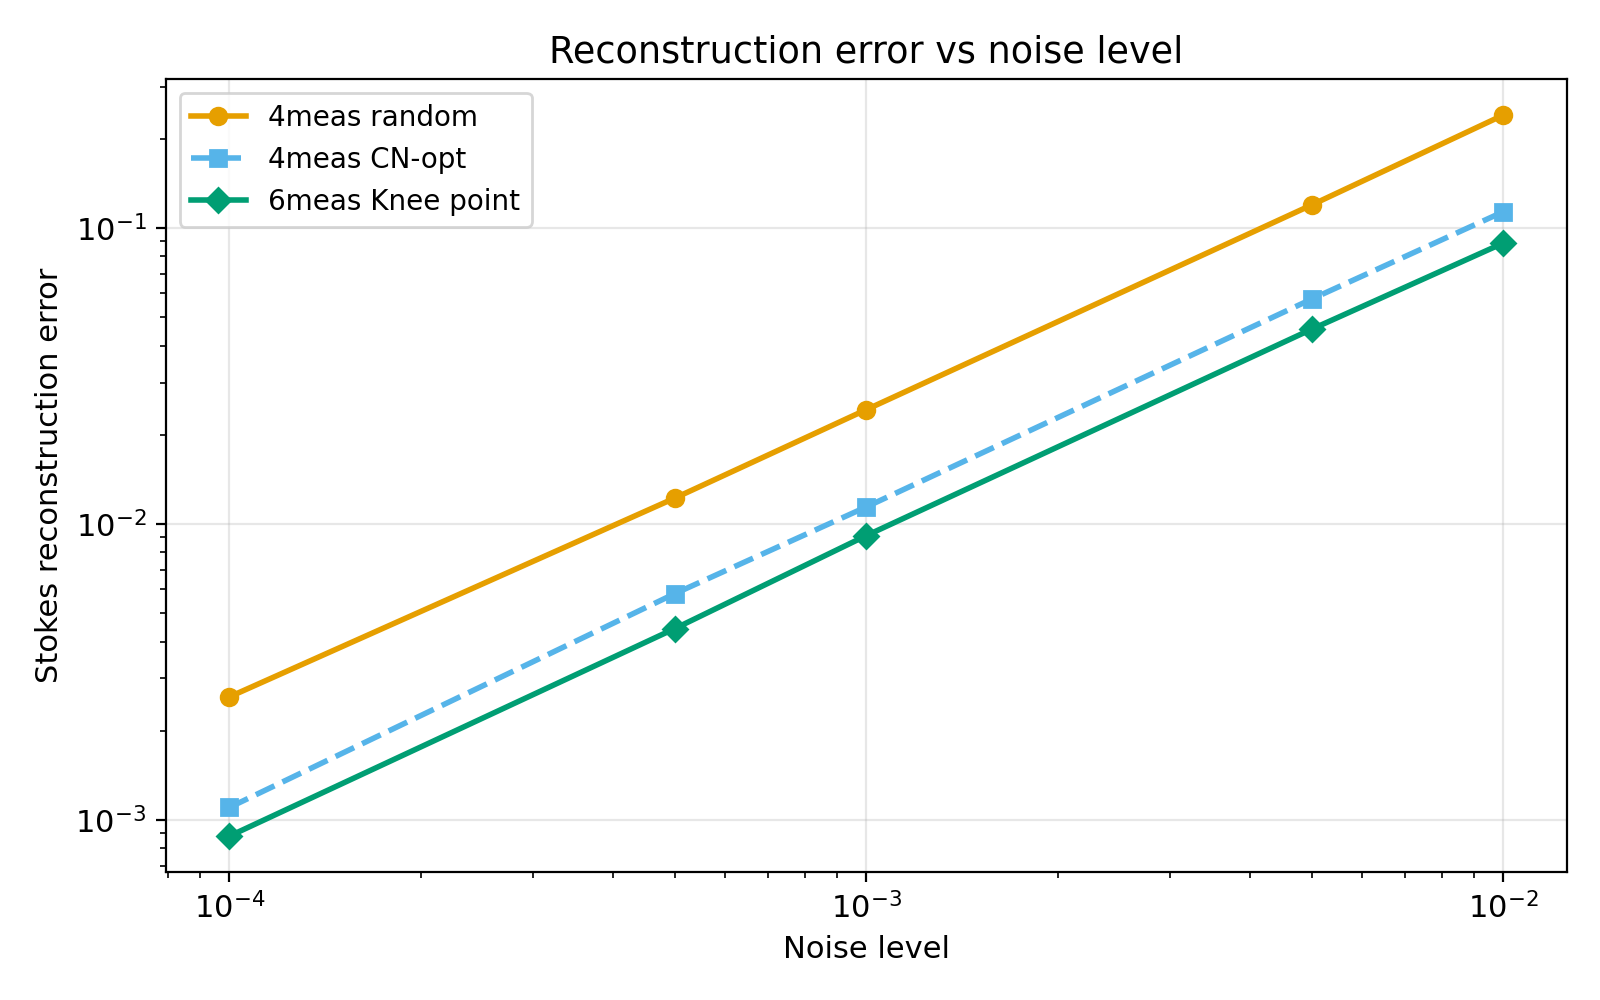 Reconstruction error vs noise level
4meas random
4meas CN-opt
6meas Knee point
Stokes reconstruction error
10⁻¹
10⁻²
10⁻³
10⁻⁴
10⁻³
10⁻²
Noise level